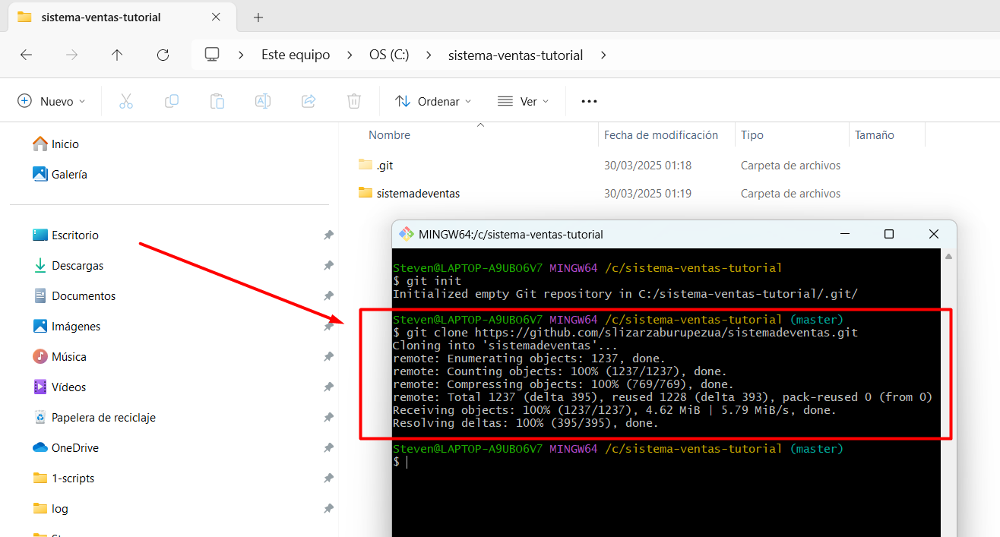 sistema-ventas-tutorial
Este equipo > OS (C:) > sistema-ventas-tutorial >
Nuevo
Ordenar
Ver
Nombre
Fecha de modificación
Tipo
Tamaño
.git
30/03/2025 01:18
Carpeta de archivos
sistemadeventas
30/03/2025 01:19
Carpeta de archivos
Inicio
Galería
Escritorio
Descargas
Documentos
Imágenes
Música
Vídeos
Papelera de reciclaje
OneDrive
1-scripts
log
MINGW64:/c/sistema-ventas-tutorial
Steven@LAPTOP-A9UBO6V7 MINGW64 /c/sistema-ventas-tutorial
$ git init
Initialized empty Git repository in C:/sistema-ventas-tutorial/.git/
Steven@LAPTOP-A9UBO6V7 MINGW64 /c/sistema-ventas-tutorial (master)
$ git clone https://github.com/slizarzaburupezua/sistemadeventas.git
Cloning into 'sistemadeventas'...
remote: Enumerating objects: 1237, done.
remote: Counting objects: 100% (1237/1237), done.
remote: Compressing objects: 100% (769/769), done.
remote: Total 1237 (delta 395), reused 1228 (delta 393), pack-reused 0 (from 0)
Receiving objects: 100% (1237/1237), 4.62 MiB | 5.79 MiB/s, done.
Resolving deltas: 100% (395/395), done.
Steven@LAPTOP-A9UBO6V7 MINGW64 /c/sistema-ventas-tutorial (master)
$